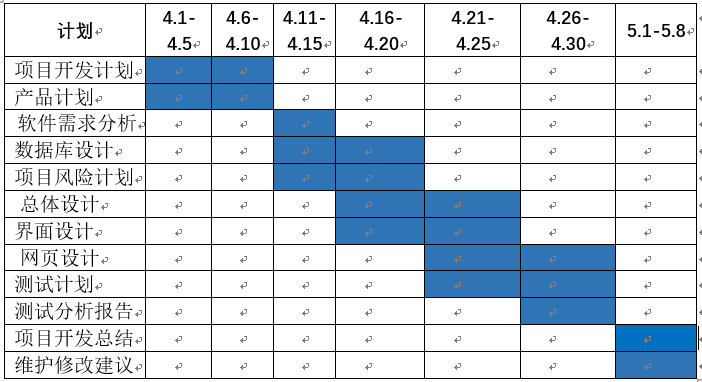 计划 4.1-4.5 4.6-4.10 4.11-4.15 4.16-4.20 4.21-4.25 4.26-4.30 5.1-5.8
项目开发计划
产品计划
软件需求分析
数据库设计
项目风险计划
总体设计
界面设计
网页设计
测试计划
测试分析报告
项目开发总结
维护修改建议